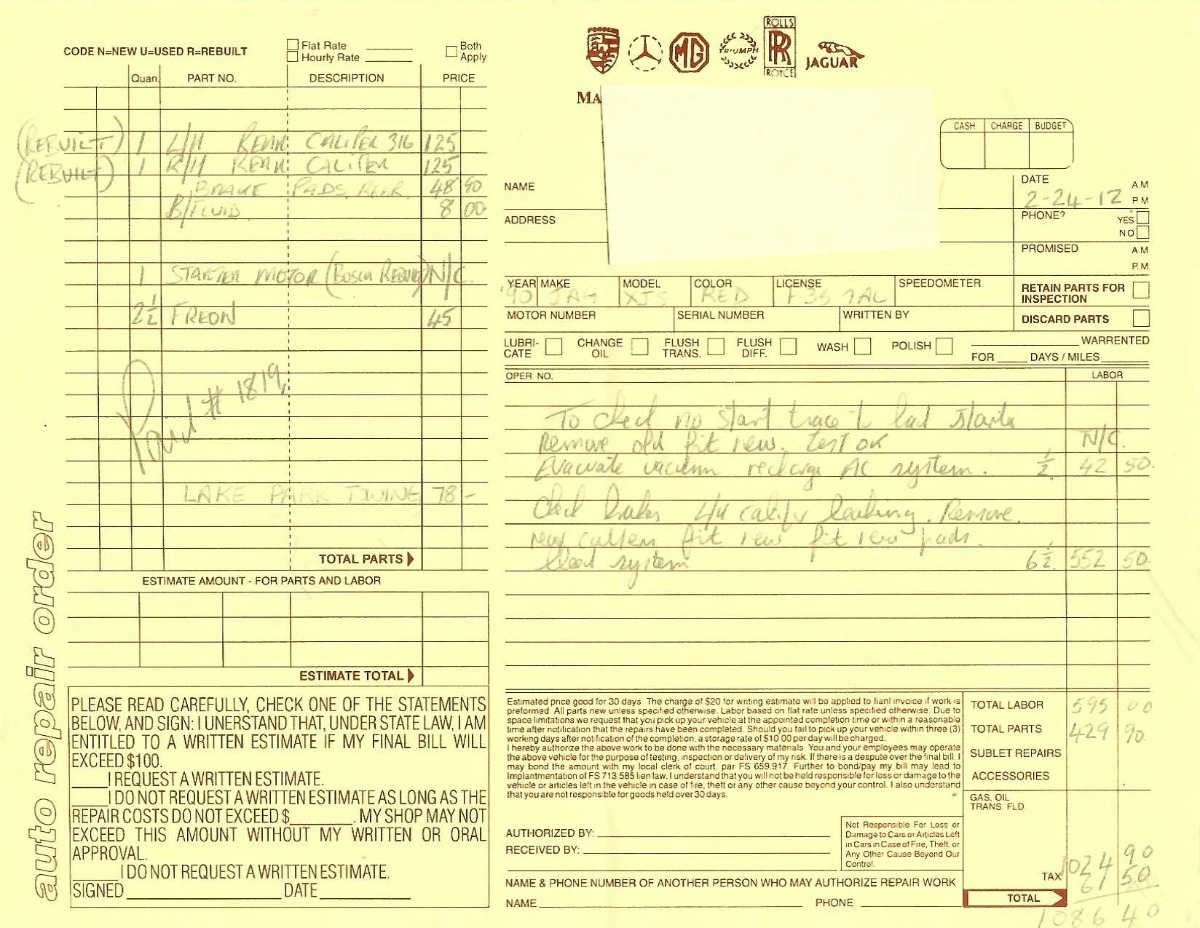 CODE N=NEW U=USED R=REBUILT
Flat Rate
Hourly Rate
Both
Apply
Quan. PART NO. DESCRIPTION PRICE
(REBUILT) 1 L/H REAR CALIPER 316 125
(REBUILT) 1 R/H REAR CALIPER 125
BRAKE PADS REAR 48 90
B/FLUID 8 00
1 STARTER MOTOR (BOSCH REBUILT) N/C.
2½ FREON 45
Paid # 1819
LAKE PARK TOWING 78 -
TOTAL PARTS
ESTIMATE AMOUNT - FOR PARTS AND LABOR
ESTIMATE TOTAL
auto repair order
PLEASE READ CAREFULLY, CHECK ONE OF THE STATEMENTS
BELOW, AND SIGN: I UNERSTAND THAT, UNDER STATE LAW, I AM
ENTITLED TO A WRITTEN ESTIMATE IF MY FINAL BILL WILL
EXCEED $100.
I REQUEST A WRITTEN ESTIMATE.
I DO NOT REQUEST A WRITTEN ESTIMATE AS LONG AS THE
REPAIR COSTS DO NOT EXCEED $ . MY SHOP MAY NOT
EXCEED THIS AMOUNT WITHOUT MY WRITTEN OR ORAL
APPROVAL.
I DO NOT REQUEST A WRITTEN ESTIMATE.
SIGNED DATE
PORSCHE
MG
TRIUMPH
ROLLS
RR
ROYCE
JAGUAR
MA
CASH CHARGE BUDGET
NAME
ADDRESS
DATE AM
2-24-12 PM
PHONE? YES
NO
PROMISED AM
PM
YEAR MAKE MODEL COLOR LICENSE SPEEDOMETER
'90 JAG XJS RED F35 7AL
RETAIN PARTS FOR
INSPECTION
MOTOR NUMBER SERIAL NUMBER WRITTEN BY
DISCARD PARTS
LUBRI-
CATE
CHANGE
OIL
FLUSH
TRANS.
FLUSH
DIFF.
WASH
POLISH
WARRENTED
FOR DAYS / MILES
OPER NO. LABOR
To check no start trace to bad starter
Remove old fit new. test ok N/C.
Evacuate vacuum recharge AC system. ½ 42 50.
Check brakes L/H caliper leaking. Remove.
rear calipers fit new fit new pads.
bleed system 6½ 552 50.
Estimated price good for 30 days. The charge of $20 for writing estimate will be applied to fianl invoice if work is
preformed. All parts new unless specified otherwise. Labor based on flat rate unless bndpoified otherwise. Due to
space limitations we request that you pick up your vehicle at the appointed completion time or within a reasonable
time after notification that the repairs have been completed. Should you fail to pick up your vehicle within three (3)
working days after notification of the completion, a storage rate of $10.00 per day will be charged.
I hereby authorize the above work to be done with the necessary materials. You and your employees may operate
the above vehicle for the purpose of testing, inspection or delivery of my risk. If there is a despute over the final bill, I
may bond the amount with my local clerk of court, par FS 659.917. Further to bond/pay my bill may lead to
Implantmentation of FS 713.585 lien law. I understand that you will not be held responsible for loss or damage to the
vehicle or articles left in the vehicle in case of fire, theft or any other cause beyond your control. I also understand
that you are not responsible for goods held over 30 days.
AUTHORIZED BY:
RECEIVED BY:
Not Responsible For Loss or
Damage to Cars or Articles Left
in Cars in Case of Fire, Theft, or
Any Other Cause Beyond Our
Control.
NAME & PHONE NUMBER OF ANOTHER PERSON WHO MAY AUTHORIZE REPAIR WORK
NAME PHONE
TOTAL LABOR 595 00
TOTAL PARTS 429 90
SUBLET REPAIRS
ACCESSORIES
GAS, OIL
TRANS. FLD.
1024 90
TAX 61 50
TOTAL
1086 40